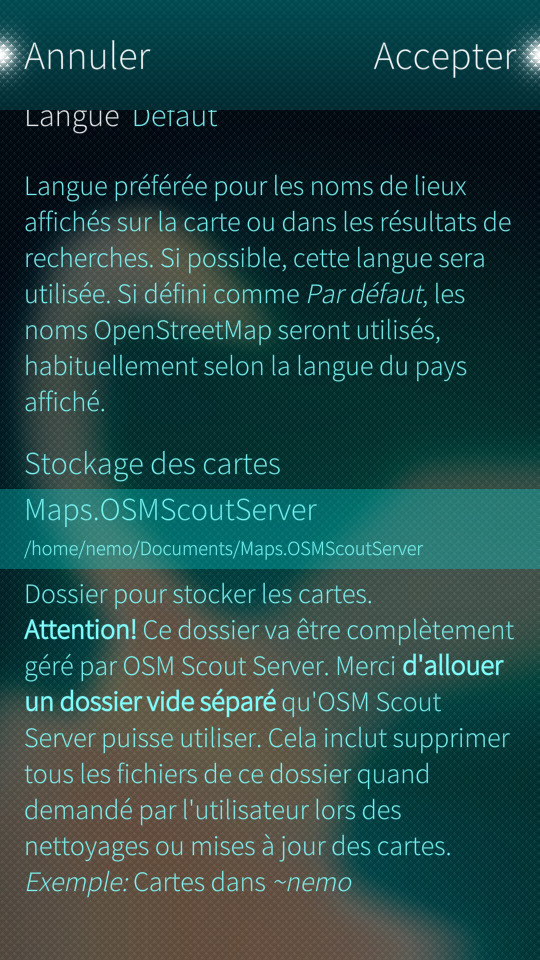 Annuler
Accepter
Langue Défaut
Langue préférée pour les noms de lieux
affichés sur la carte ou dans les résultats de
recherches. Si possible, cette langue sera
utilisée. Si défini comme Par défaut, les
noms OpenStreetMap seront utilisés,
habituellement selon la langue du pays
affiché.
Stockage des cartes
Maps.OSMScoutServer
/home/nemo/Documents/Maps.OSMScoutServer
Dossier pour stocker les cartes.
Attention! Ce dossier va être complètement
géré par OSM Scout Server. Merci d'allouer
un dossier vide séparé qu'OSM Scout
Server puisse utiliser. Cela inclut supprimer
tous les fichiers de ce dossier quand
demandé par l'utilisateur lors des
nettoyages ou mises à jour des cartes.
Exemple: Cartes dans ~nemo